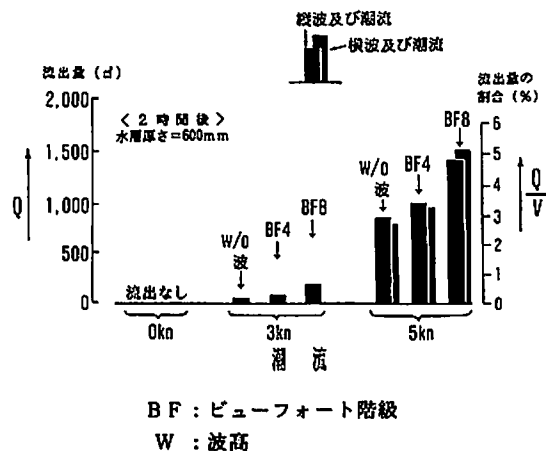 縦波及び潮流
横波及び潮流
流出量 (㎥)
流出量の
割合 (%)
2,000
1,500
1,000
500
0
Q
< 2 時間後 >
水層厚さ=600mm
W/O
波
BF4
BF8
W/O
波
BF4
BF8
6
5
4
3
2
1
0
Q
V
流出なし
0kn
3kn
5kn
潮 流
BF : ビューフォート階級
W : 波高